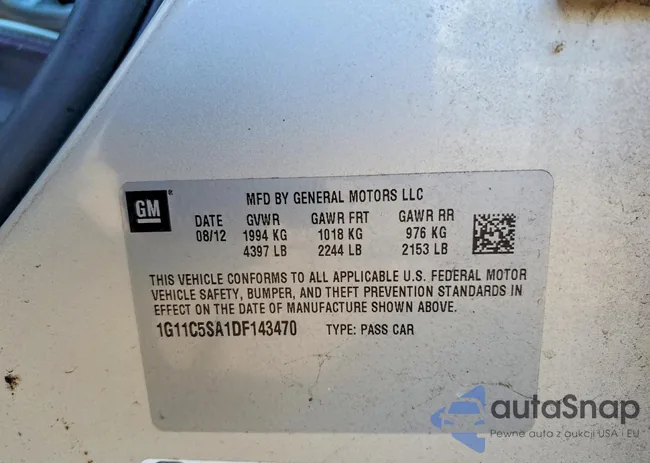 GM
MFD BY GENERAL MOTORS LLC
DATE GVWR GAWR FRT GAWR RR
08/12 1994 KG 1018 KG 976 KG
4397 LB 2244 LB 2153 LB
THIS VEHICLE CONFORMS TO ALL APPLICABLE U.S. FEDERAL MOTOR
VEHICLE SAFETY, BUMPER, AND THEFT PREVENTION STANDARDS IN
EFFECT ON THE DATE OF MANUFACTURE SHOWN ABOVE.
1G11C5SA1DF143470 TYPE: PASS CAR
autaSnap
Pewne auta z aukcji USA i EU